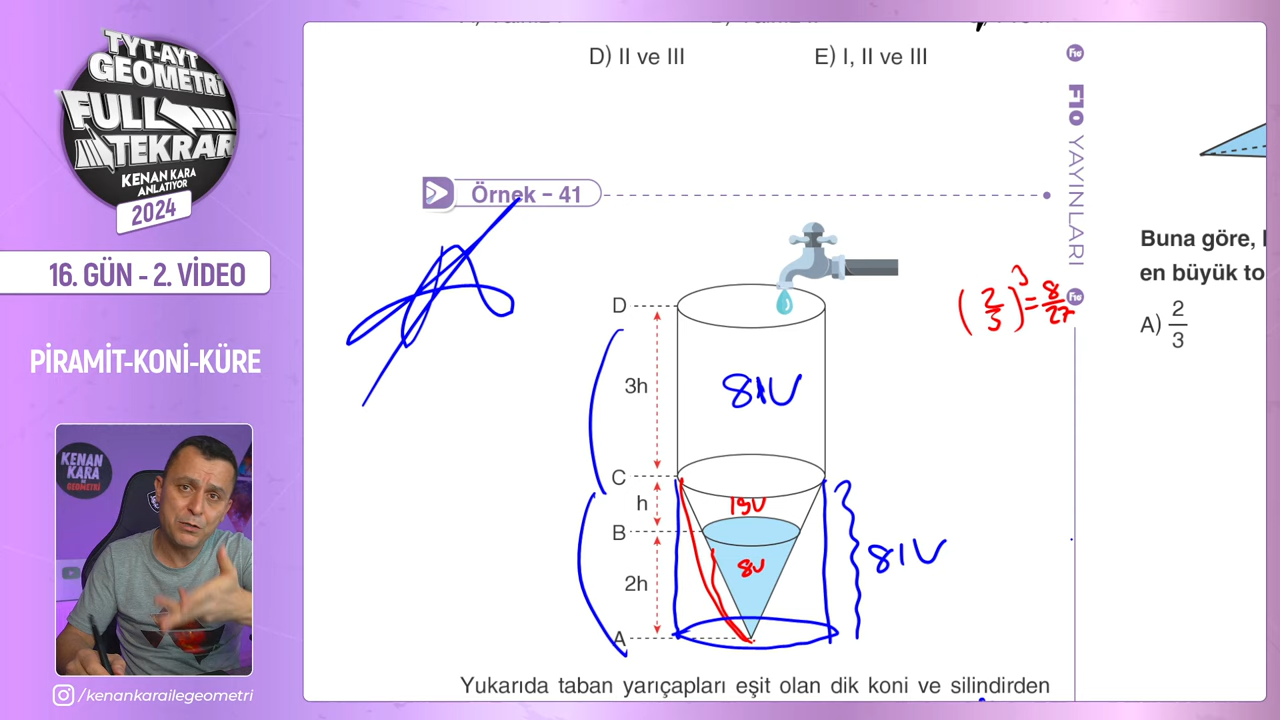 TYT-AYT
GEOMETRİ
FULL
TEKRAR
KENAN KARA
ANLATIYOR
2024
16. GÜN - 2. VİDEO
PİRAMİT-KONİ-KÜRE
KENAN
KARA
GEOMETRİ
/kenankarailegeometri
D) II ve III
E) I, II ve III
F10 YAYINLARI
Örnek – 41
D
3h
81V
C
h
19V
B
8V
2h
A
81V
(2/3)³ = 8/27
Yukarıda taban yarıçapları eşit olan dik koni ve silindirden
Buna göre,
en büyük to
A) 2/3